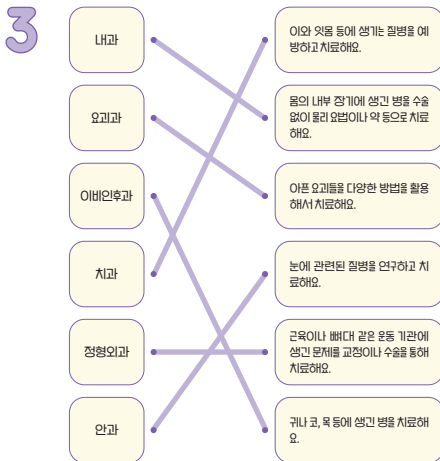 3
내과
이와 잇몸 등에 생기는 질병을 예
방하고 치료해요.
요괴과
몸의 내부 장기에 생긴 병을 수술
없이 물리 요법이나 약 등으로 치료
해요.
이비인후과
아픈 요괴들을 다양한 방법을 활용
해서 치료해요.
치과
눈에 관련된 질병을 연구하고 치
료해요.
정형외과
근육이나 뼈대 같은 운동 기관에
생긴 문제를 교정이나 수술을 통해
치료해요.
안과
귀나 코, 목 등에 생긴 병을 치료해
요.